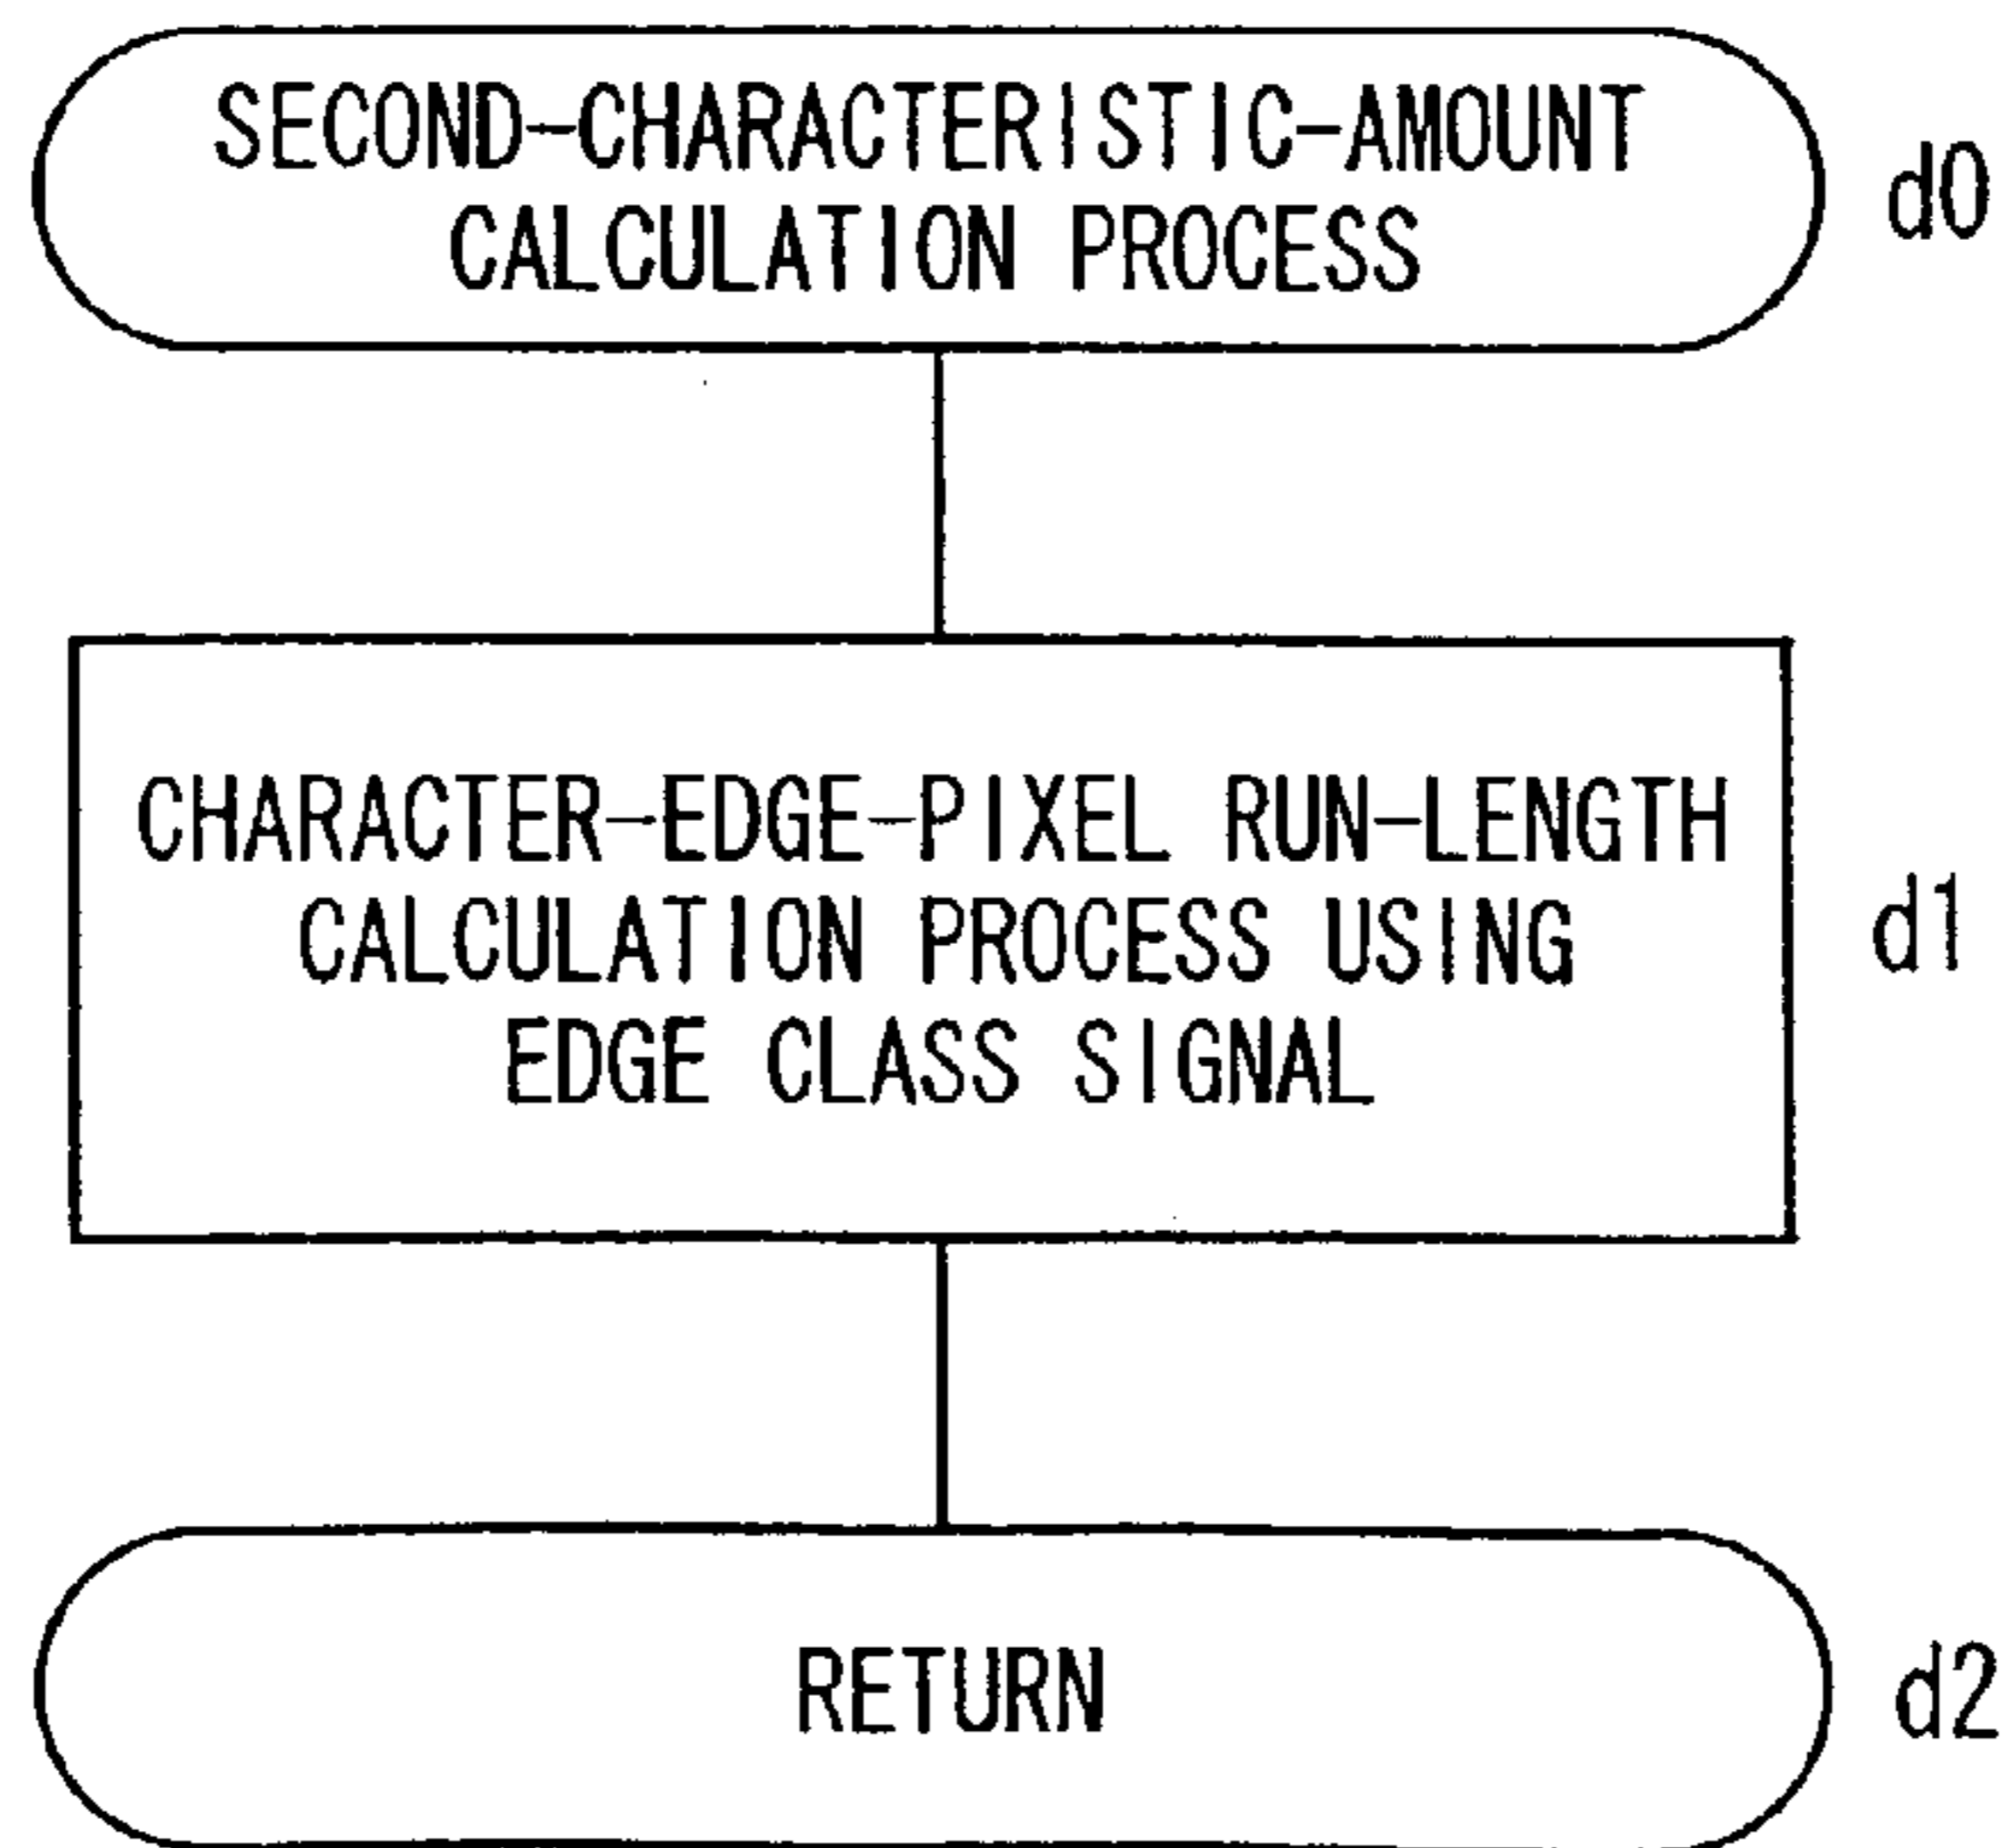 SECOND-CHARACTERISTIC-AMOUNT
CALCULATION PROCESS
d0
CHARACTER-EDGE-PIXEL RUN-LENGTH
CALCULATION PROCESS USING
EDGE CLASS SIGNAL
d1
RETURN
d2